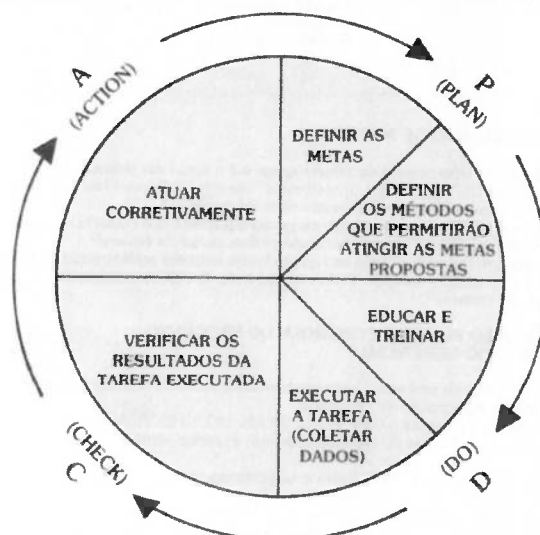 A
(ACTION)
P
(PLAN)
DEFINIR AS
METAS
DEFINIR
OS MÉTODOS
QUE PERMITIRÃO
ATINGIR AS METAS
PROPOSTAS
ATUAR
CORRETIVAMENTE
EDUCAR E
TREINAR
VERIFICAR OS
RESULTADOS DA
TAREFA EXECUTADA
EXECUTAR
A TAREFA
(COLETAR
DADOS)
(CHECK)
C
(DO)
D